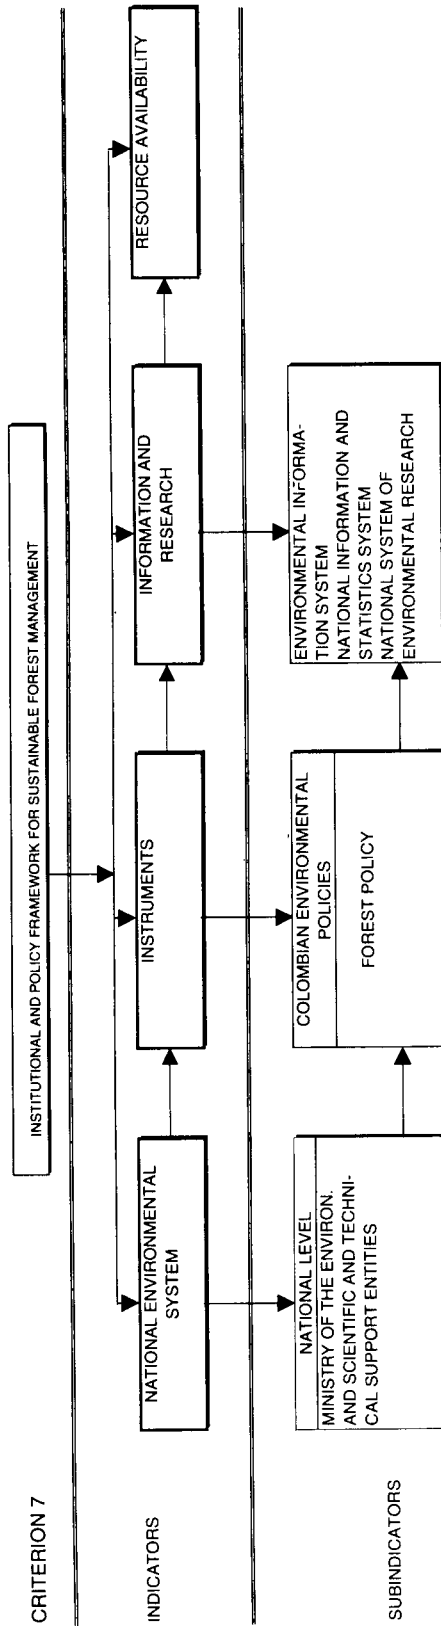 CRITERION 7
INSTITUTIONAL AND POLICY FRAMEWORK FOR SUSTAINABLE FOREST MANAGEMENT
INDICATORS
NATIONAL ENVIRONMENTAL
SYSTEM
INSTRUMENTS
INFORMATION AND
RESEARCH
RESOURCE AVAILABILITY
SUBINDICATORS
NATIONAL LEVEL
MINISTRY OF THE ENVIRON.
AND SCIENTIFIC AND TECHNI-
CAL SUPPORT ENTITIES
COLOMBIAN ENVIRONMENTAL
POLICIES
FOREST POLICY
ENVIRONMENTAL INFORMA-
TION SYSTEM
NATIONAL INFORMATION AND
STATISTICS SYSTEM
NATIONAL SYSTEM OF
ENVIRONMENTAL RESEARCH